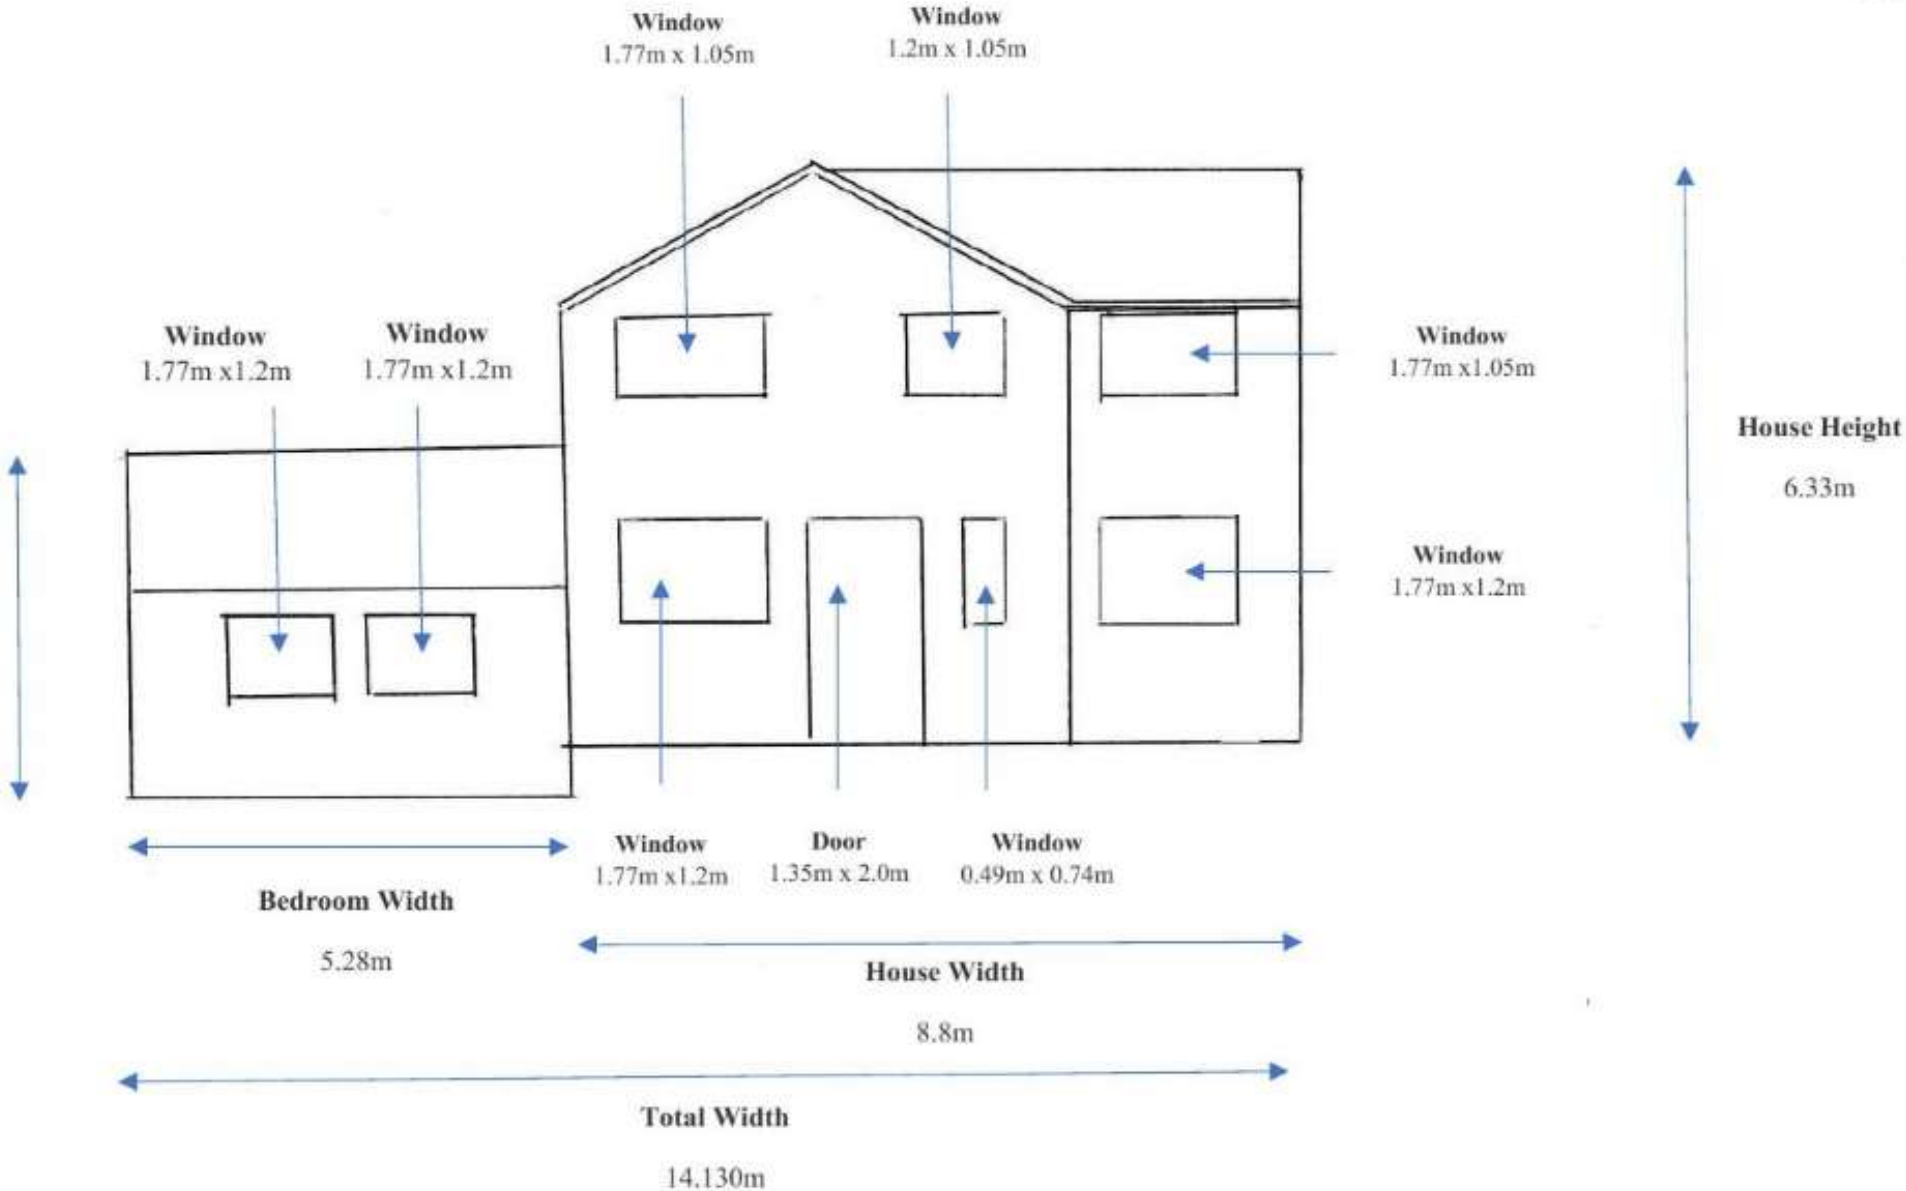 Window
1.77m x 1.05m
Window
1.2m x 1.05m
Window
1.77m x1.2m
Window
1.77m x1.2m
Window
1.77m x1.05m
House Height
6.33m
Window
1.77m x1.2m
Window
1.77m x1.2m
Door
1.35m x 2.0m
Window
0.49m x 0.74m
Bedroom Width
5.28m
House Width
8.8m
Total Width
14.130m